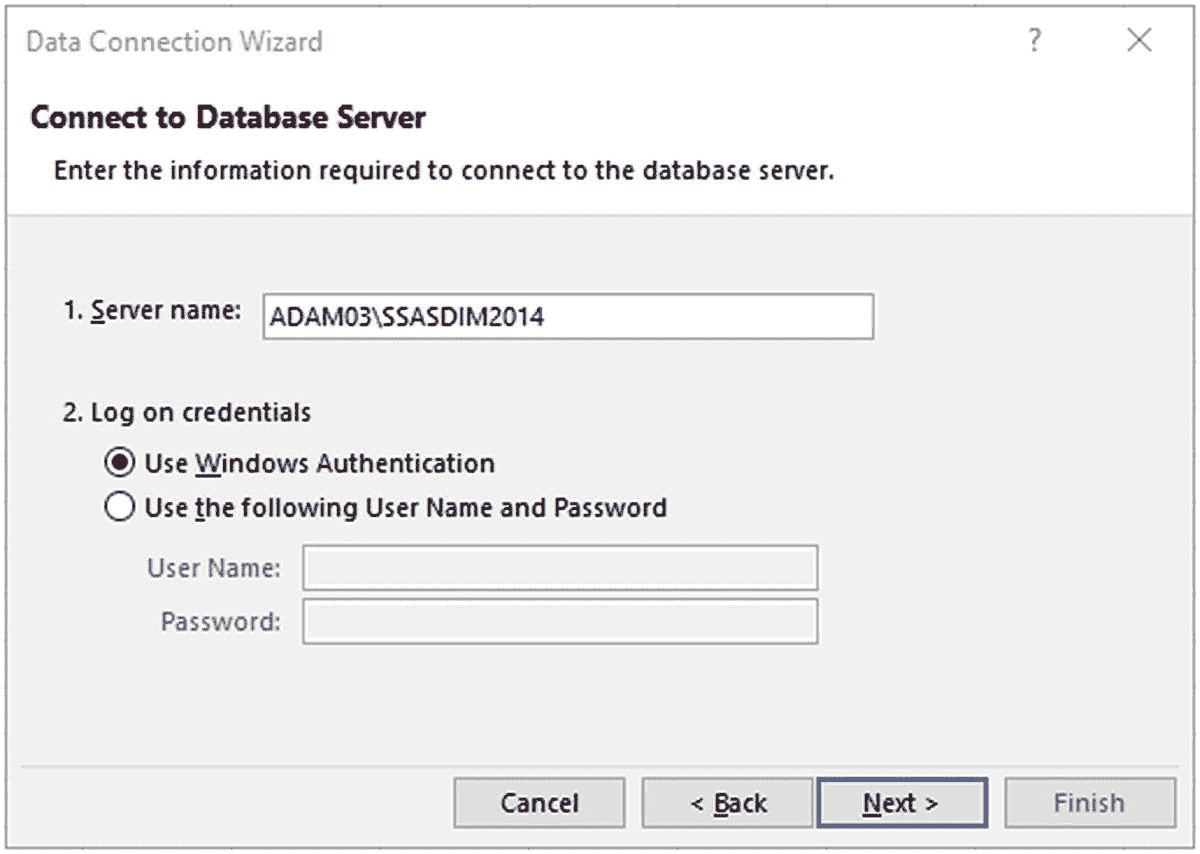 Data Connection Wizard ?
Connect to Database Server
Enter the information required to connect to the database server.
1. Server name: ADAM03\SSASDIM2014
2. Log on credentials
Use Windows Authentication
Use the following User Name and Password
User Name:
Password:
Cancel < Back Next > Finish